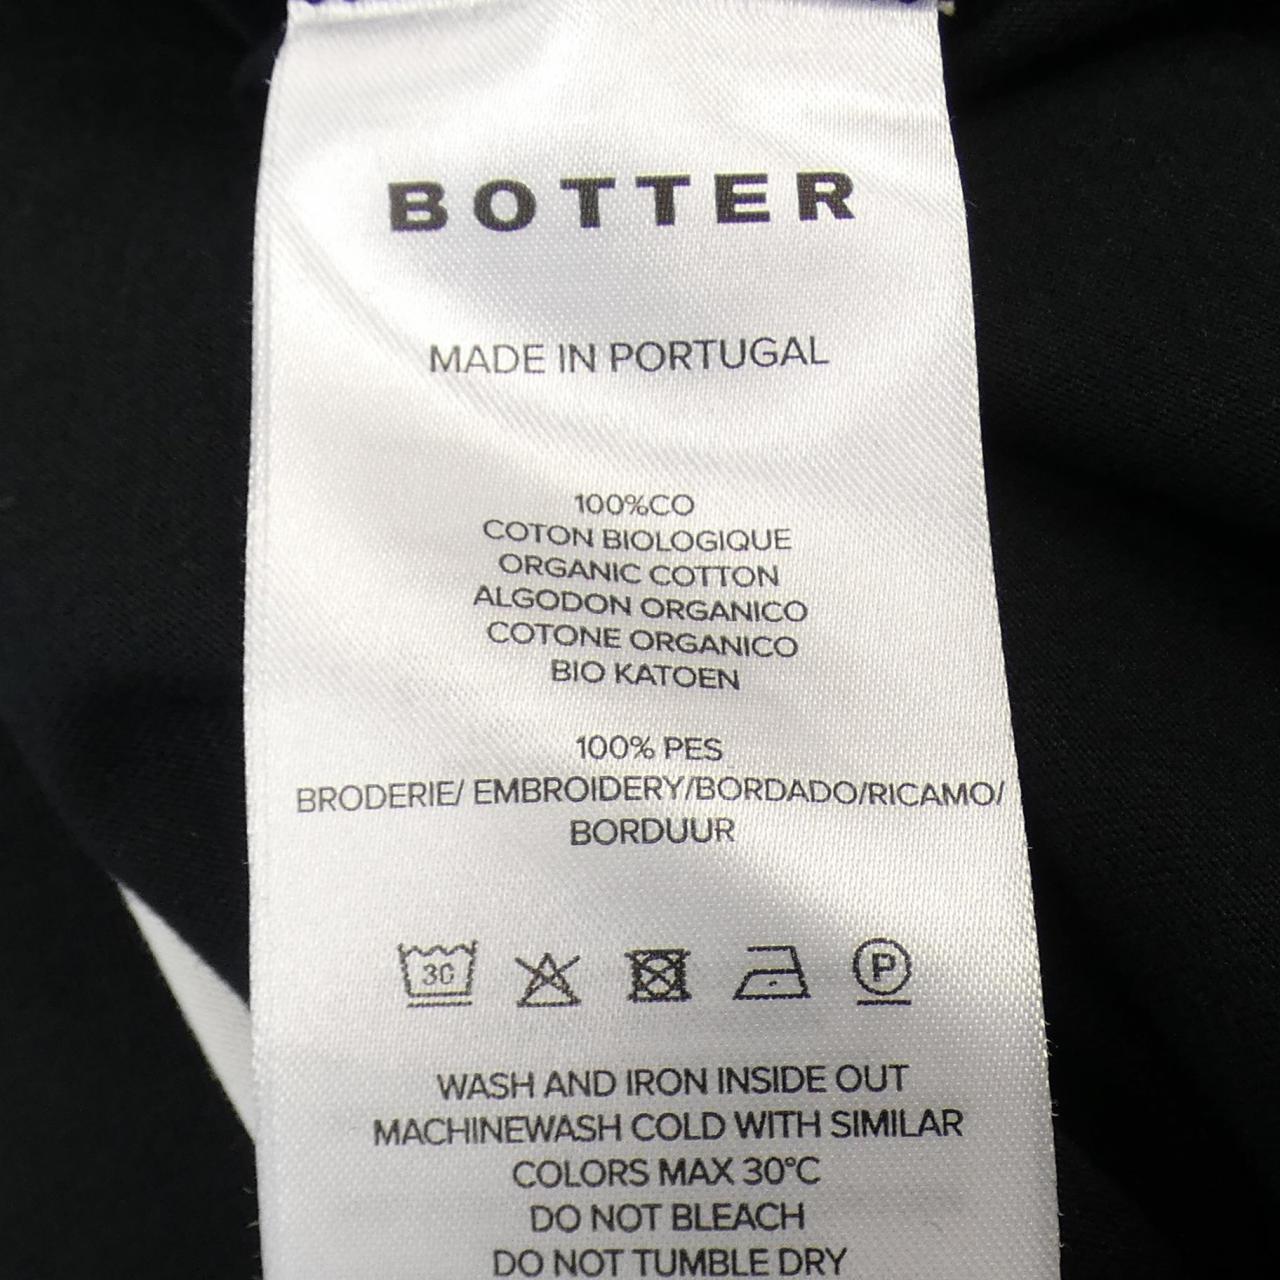 BOTTER
MADE IN PORTUGAL
100%CO
COTON BIOLOGIQUE
ORGANIC COTTON
ALGODON ORGANICO
COTONE ORGANICO
BIO KATOEN
100% PES
BRODERIE/ EMBROIDERY/BORDADO/RICAMO/
BORDUUR
30 P
WASH AND IRON INSIDE OUT
MACHINEWASH COLD WITH SIMILAR
COLORS MAX 30°C
DO NOT BLEACH
DO NOT TUMBLE DRY